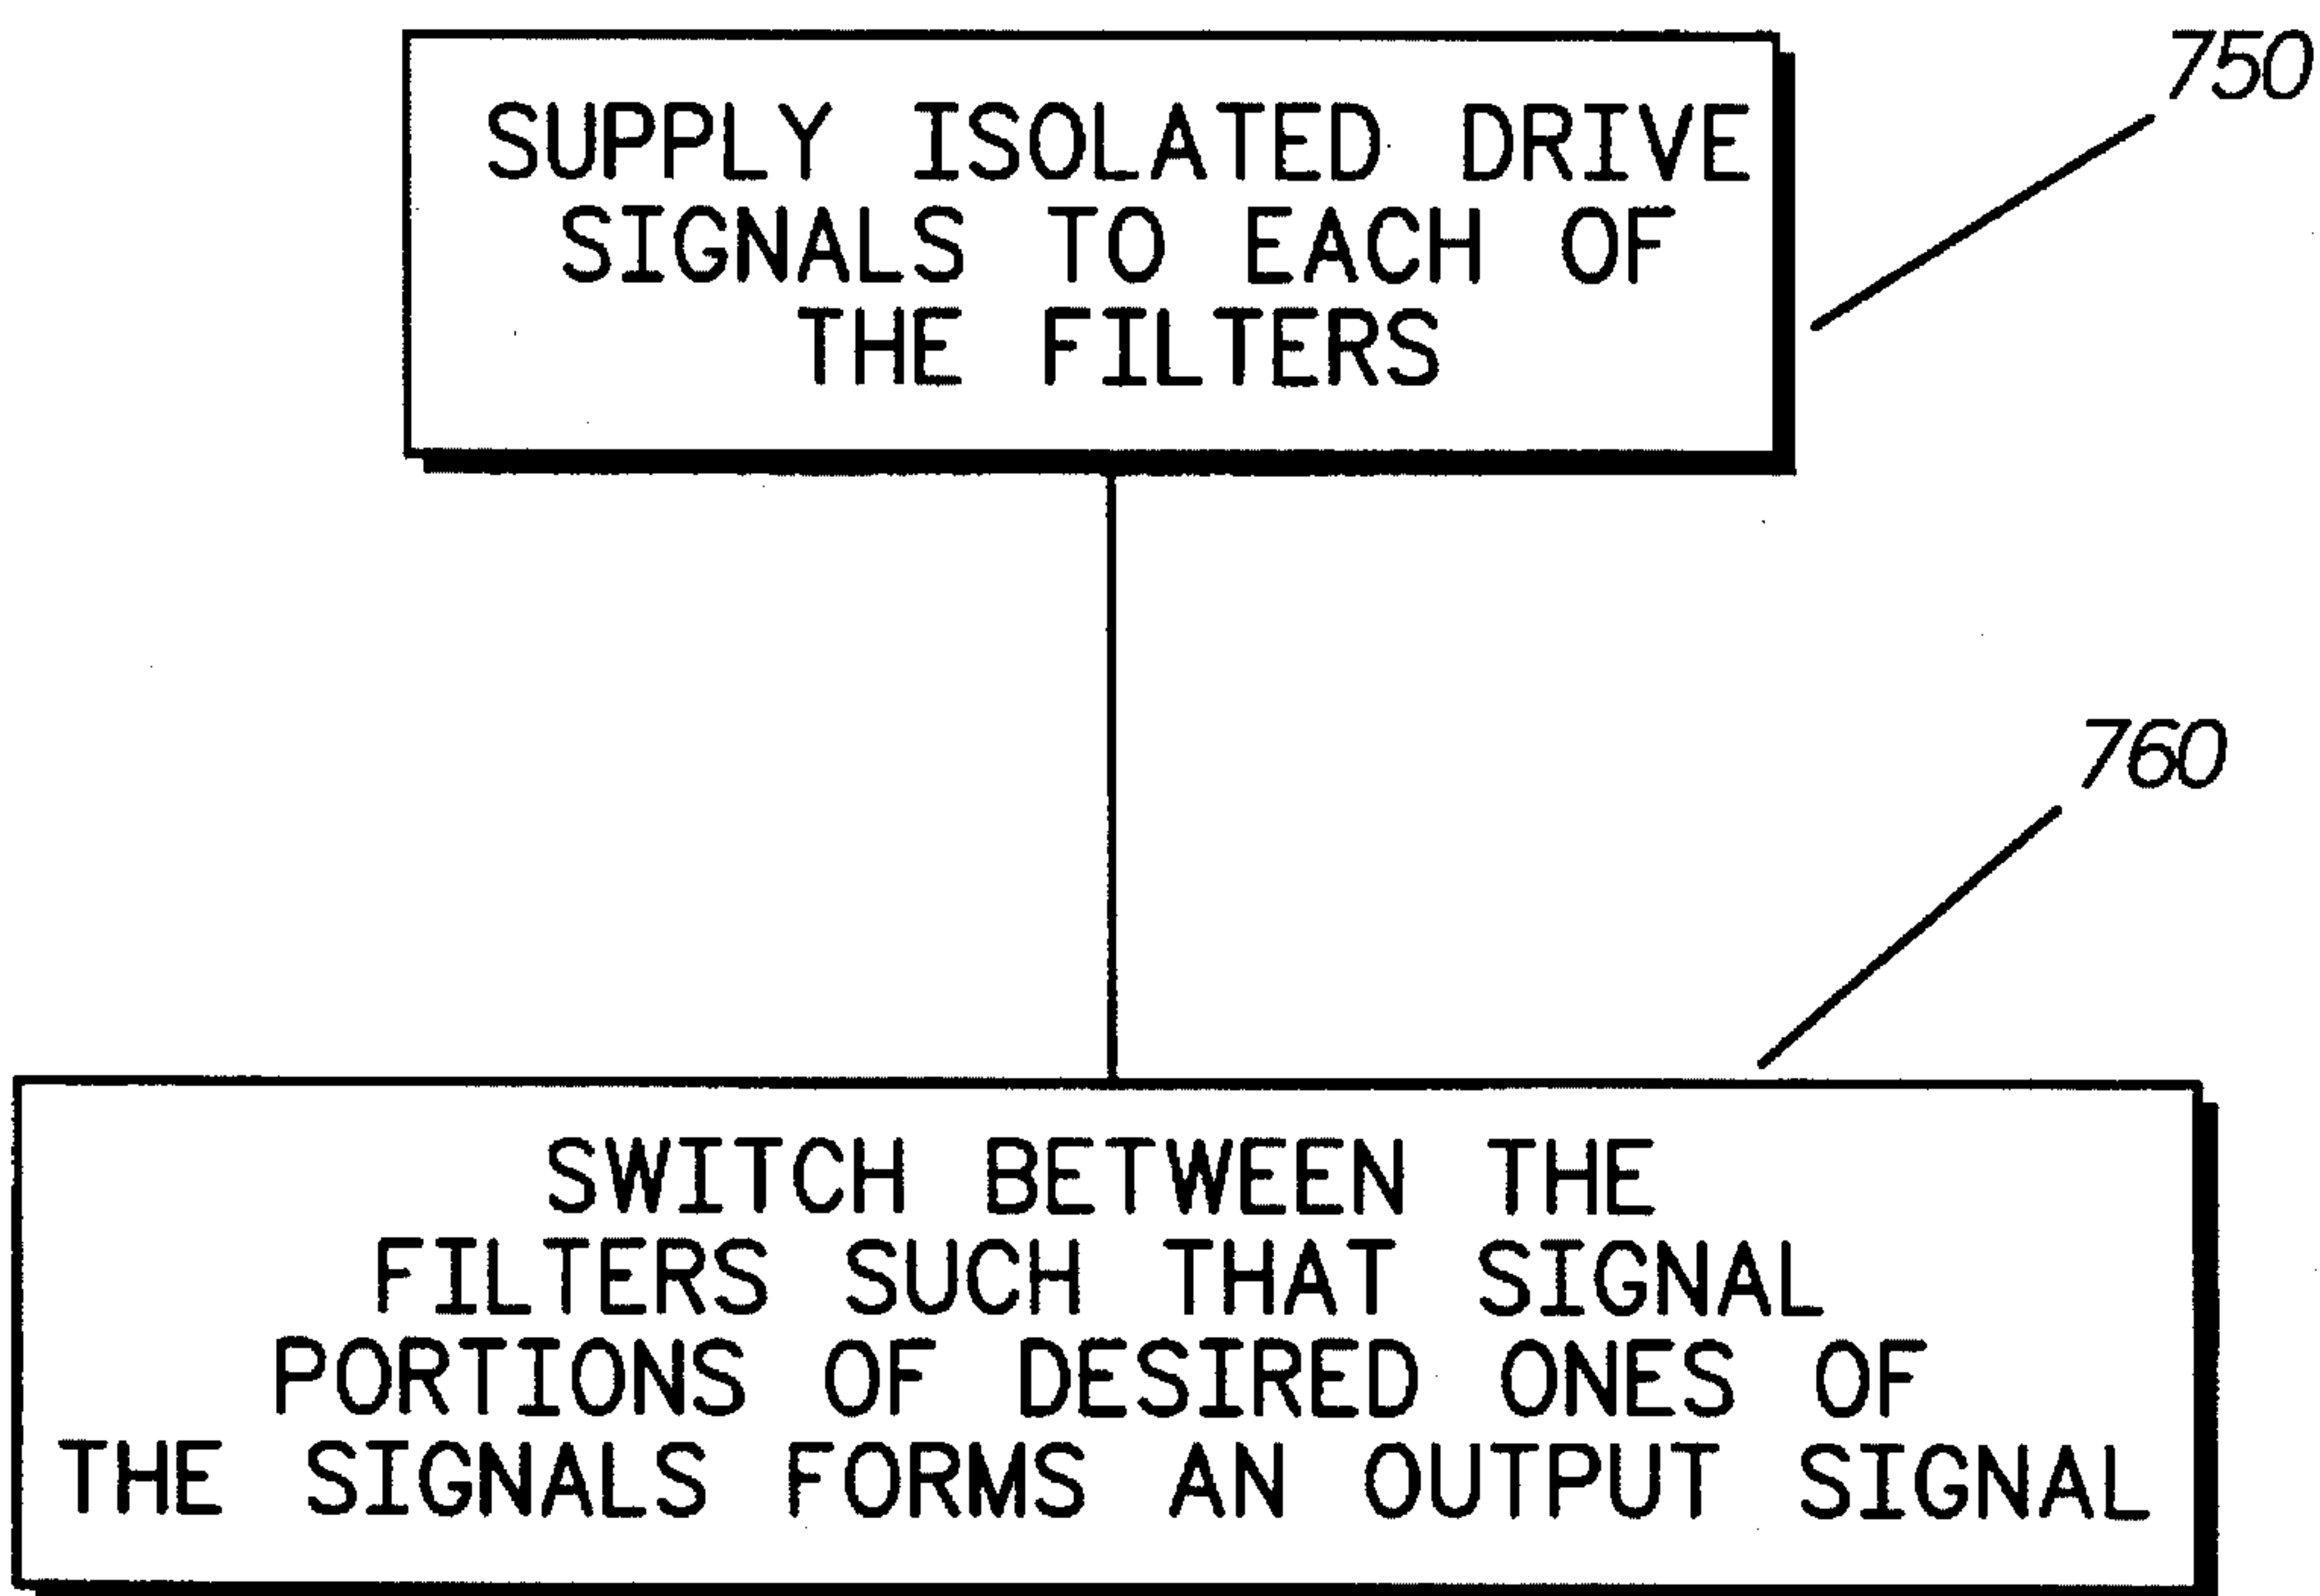 750
SUPPLY ISOLATED DRIVE
SIGNALS TO EACH OF
THE FILTERS
760
SWITCH BETWEEN THE
FILTERS SUCH THAT SIGNAL
PORTIONS OF DESIRED ONES OF
THE SIGNALS FORMS AN OUTPUT SIGNAL